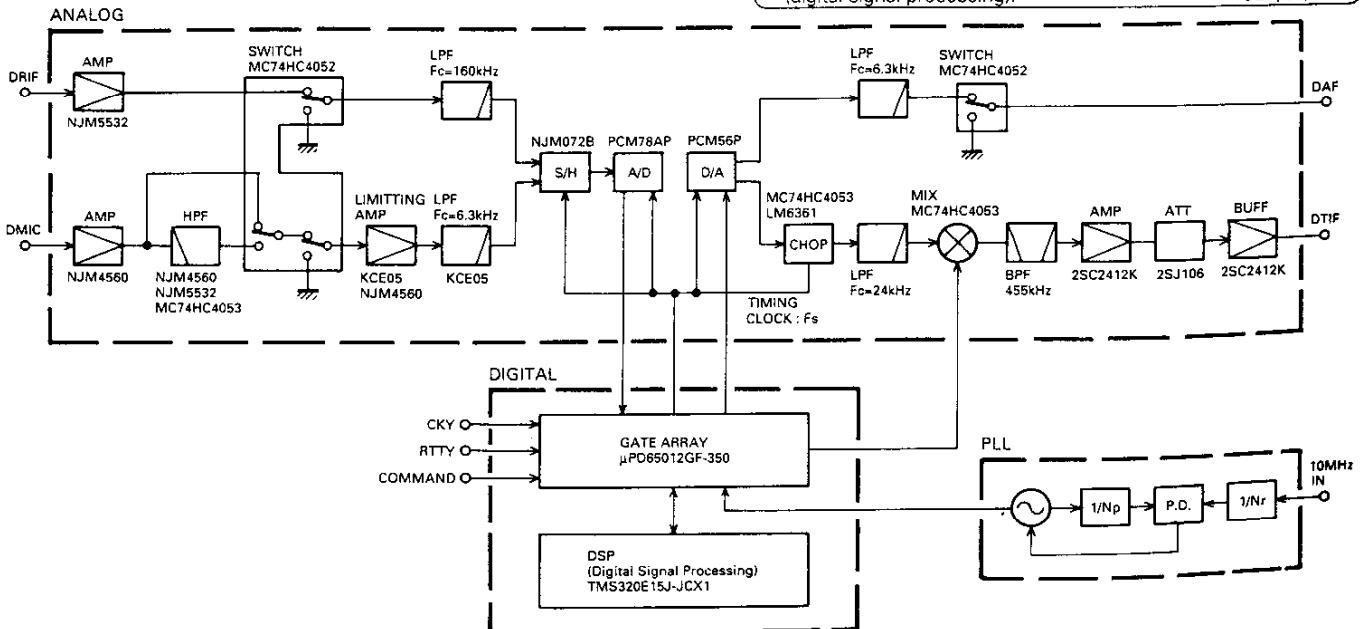 (digital signal processing).
ANALOG
DRIF
AMP
NJM5532
SWITCH
MC74HC4052
LPF
Fc=160kHz
NJM072B
S/H
PCM78AP
A/D
PCM56P
D/A
LPF
Fc=6.3kHz
SWITCH
MC74HC4052
DAF
DMIC
AMP
NJM4560
HPF
NJM4560
NJM5532
MC74HC4053
LIMITTING
AMP
KCE05
NJM4560
LPF
Fc=6.3kHz
KCE05
MC74HC4053
LM6361
CHOP
LPF
Fc=24kHz
MIX
MC74HC4053
BPF
455kHz
AMP
2SC2412K
ATT
2SJ106
BUFF
2SC2412K
DTIF
TIMING
CLOCK : Fs
DIGITAL
CKY
RTTY
COMMAND
GATE ARRAY
μPD65012GF-350
DSP
(Digital Signal Processing)
TMS320E15J-JCX1
PLL
1/Np
P.D.
1/Nr
10MHz
IN